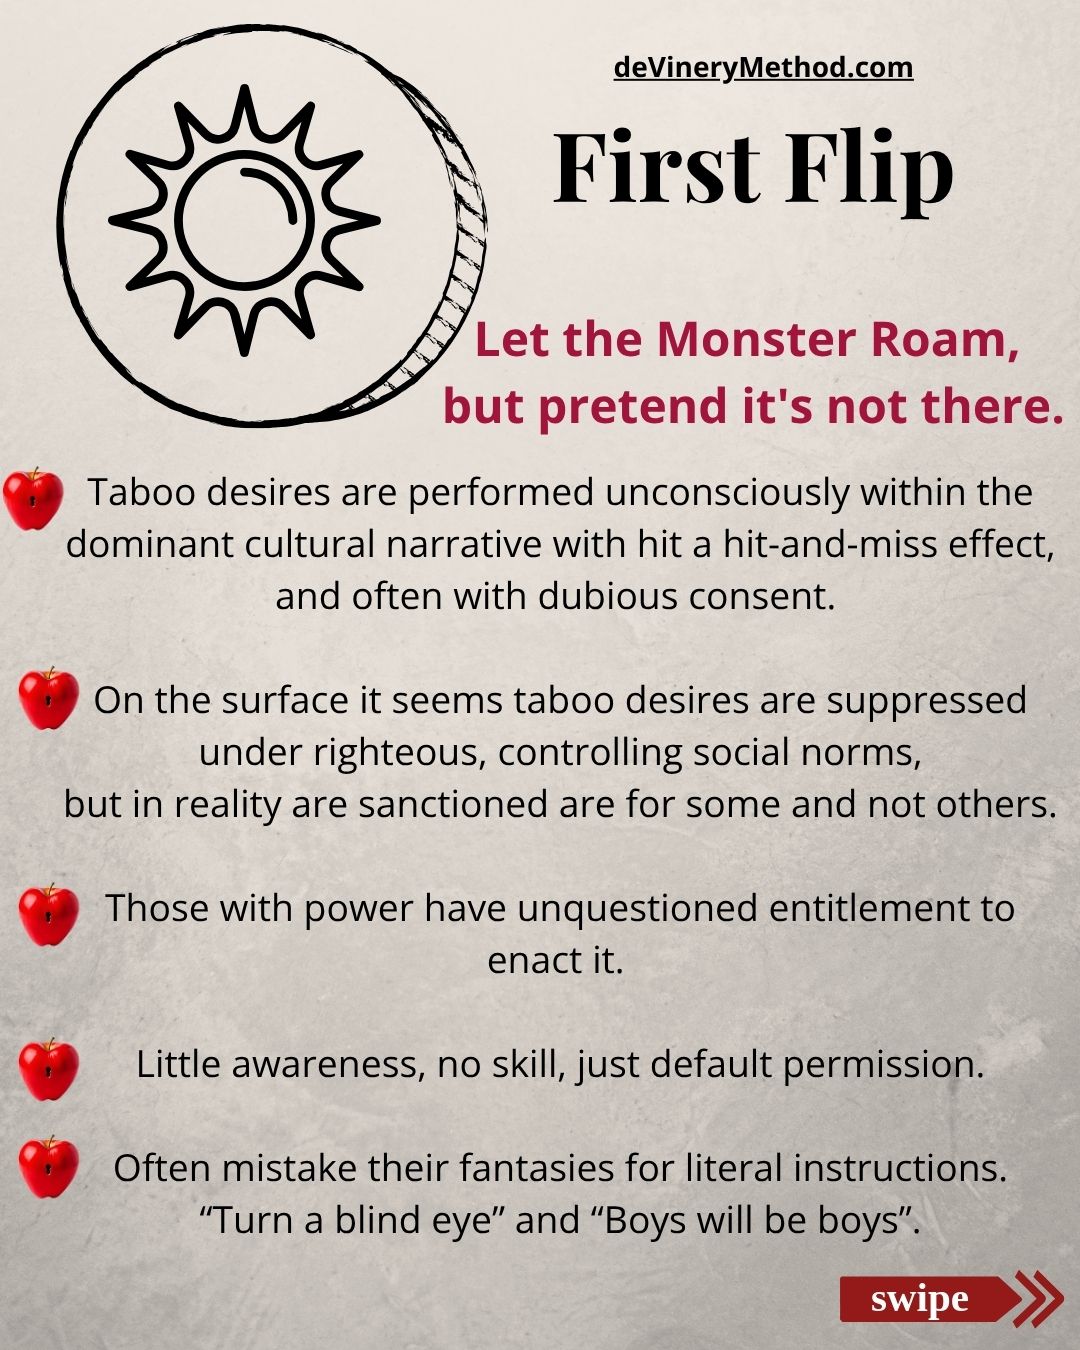 deVineryMethod.com
First Flip
Let the Monster Roam,
but pretend it's not there.
Taboo desires are performed unconsciously within the
dominant cultural narrative with hit a hit-and-miss effect,
and often with dubious consent.
On the surface it seems taboo desires are suppressed
under righteous, controlling social norms,
but in reality are sanctioned are for some and not others.
Those with power have unquestioned entitlement to
enact it.
Little awareness, no skill, just default permission.
Often mistake their fantasies for literal instructions.
“Turn a blind eye” and “Boys will be boys”.
swipe